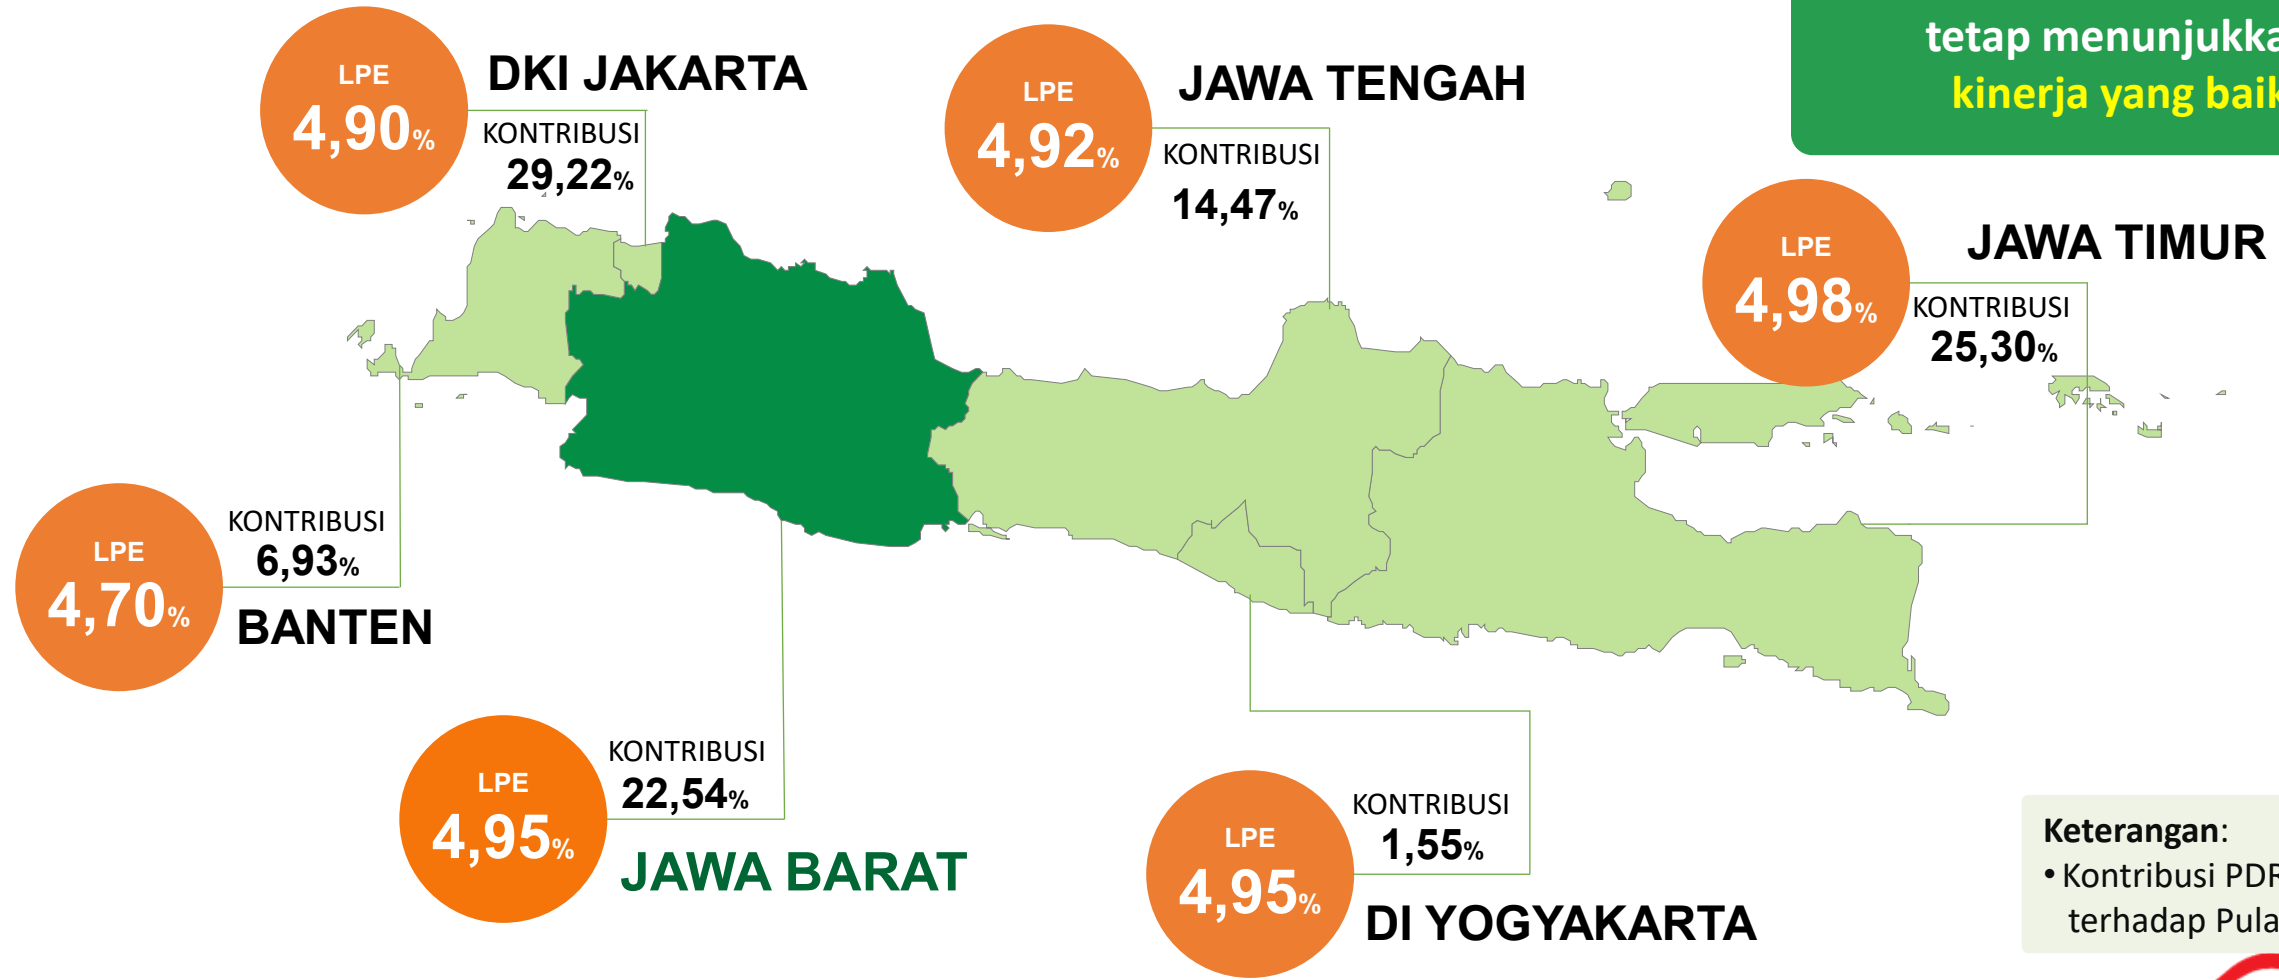 tetap menunjukka
kinerja yang baik
LPE
4,90%
DKI JAKARTA
KONTRIBUSI
29,22%
LPE
4,92%
JAWA TENGAH
KONTRIBUSI
14,47%
LPE
4,98%
JAWA TIMUR
KONTRIBUSI
25,30%
LPE
4,70%
KONTRIBUSI
6,93%
BANTEN
LPE
4,95%
KONTRIBUSI
22,54%
JAWA BARAT
LPE
4,95%
KONTRIBUSI
1,55%
DI YOGYAKARTA
Keterangan:
• Kontribusi PDR
terhadap Pula